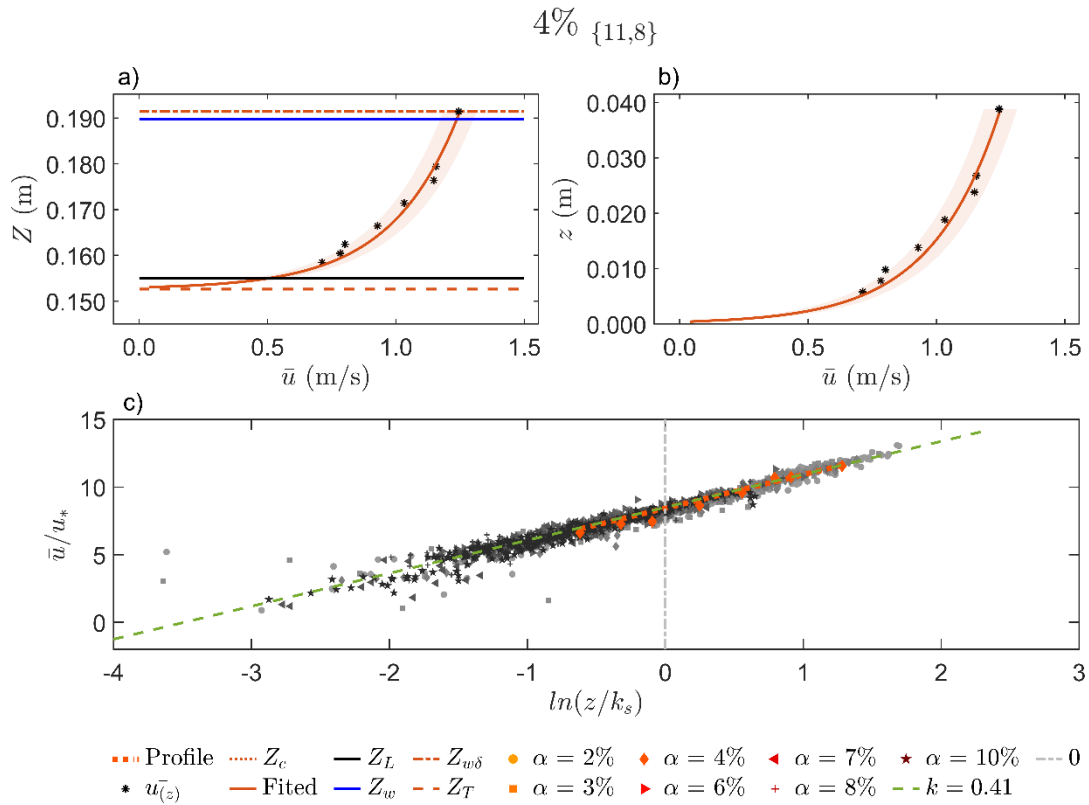 4% {11,8}
a)
b)
0.190
0.180
0.170
0.160
0.150
Z (m)
0.0 0.5 1.0 1.5
ū (m/s)
0.040
0.030
0.020
0.010
0.000
z (m)
0.0 0.5 1.0 1.5
ū (m/s)
c)
15
10
5
0
ū/u*
-4 -3 -2 -1 0 1 2 3
ln(z/ks)
Profile Zc ZL Zwδ α = 2% α = 4% α = 7% α = 10% 0
ū(z) Fited Zw ZT α = 3% α = 6% α = 8% k = 0.41